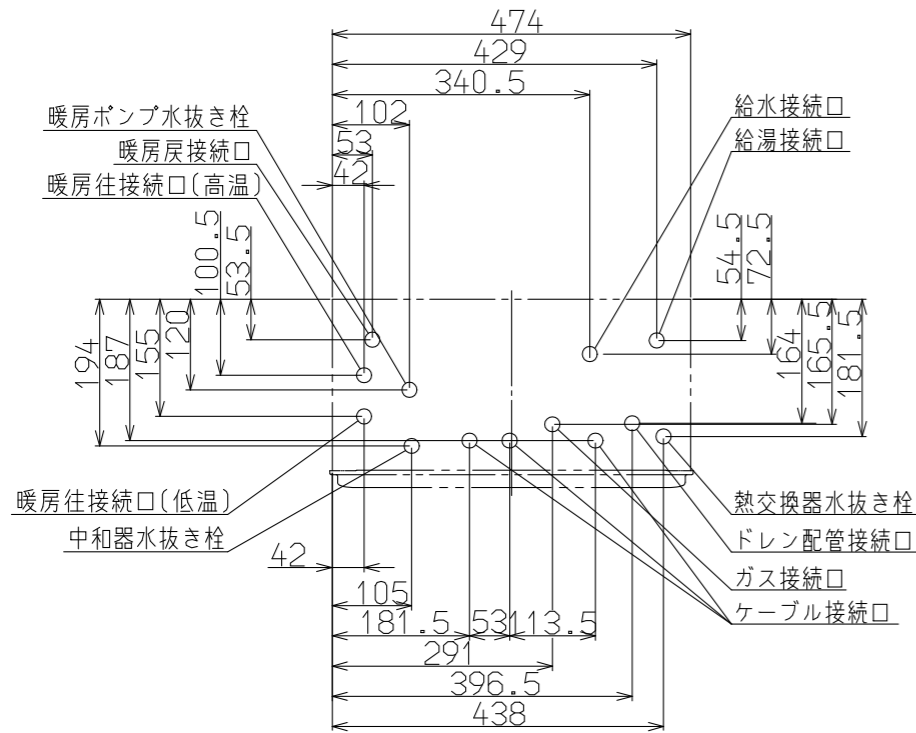 474
429
340.5
102
53
42
暖房ポンプ水抜き栓
暖房戻接続口
暖房往接続口(高温)
給水接続口
給湯接続口
100.5
53.5
54.5
72.5
194
187
155
120
164
165.5
181.5
暖房往接続口(低温)
中和器水抜き栓
熱交換器水抜き栓
ドレン配管接続口
ガス接続口
ケーブル接続口
42
105
181.5
53
113.5
291
396.5
438